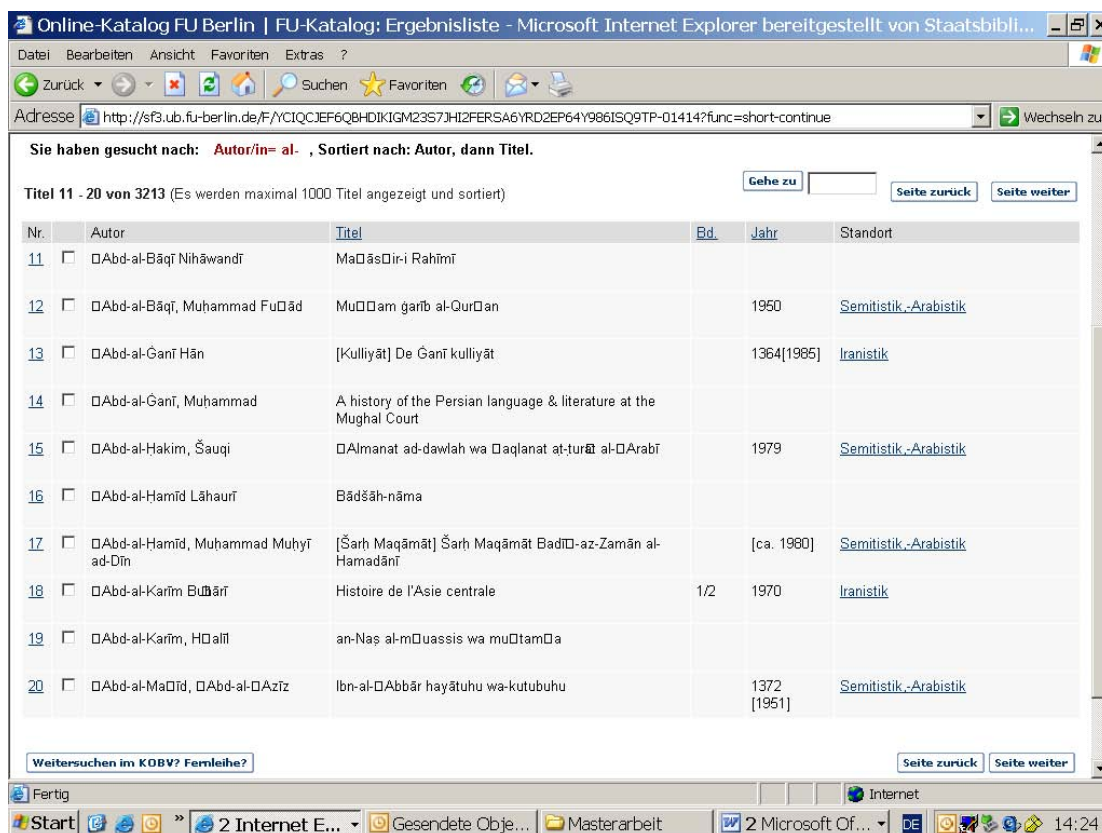 Online-Katalog FU Berlin | FU-Katalog: Ergebnisliste - Microsoft Internet Explorer bereitgestellt von Staatsbibli...
Datei Bearbeiten Ansicht Favoriten Extras ?
Zurück Suchen Favoriten
Adresse http://sf3.ub.fu-berlin.de/F/YCIQCJEF6QBHDIKIGM23S7JHI2FERSA6YRD2EP64Y986ISQ9TP-01414?func=short-continue Wechseln zu
Sie haben gesucht nach: Autor/in= al- , Sortiert nach: Autor, dann Titel.
Titel 11 - 20 von 3213 (Es werden maximal 1000 Titel angezeigt und sortiert) Gehe zu Seite zurück Seite weiter
Nr. Autor Titel Bd. Jahr Standort
11 □Abd-al-Bāqī Nihāwandī Ma□ās□ir-i Rahīmī
12 □Abd-al-Bāqī, Muḥammad Fu□ād Mu□□am ġarīb al-Qur□an 1950 Semitistik,-Arabistik
13 □Abd-al-Ġanī Hān [Kulliyāt] De Ġanī kulliyāt 1364[1985] Iranistik
14 □Abd-al-Ġanī, Muḥammad A history of the Persian language & literature at the
Mughal Court
15 □Abd-al-Ḥakim, Šauqi □Almanat ad-dawlah wa □aqlanat aṭ-ṭurāṯ al-□Arabī 1979 Semitistik,-Arabistik
16 □Abd-al-Ḥamīd Lāhaurī Bādšāh-nāma
17 □Abd-al-Ḥamīd, Muḥammad Muḥyī [Šarḥ Maqāmāt] Šarḥ Maqāmāt Badī□-az-Zamān al- [ca. 1980] Semitistik,-Arabistik
ad-Dīn Hamadānī
18 □Abd-al-Karīm Histoire de l'Asie centrale 1/2 1970 Iranistik
19 □Abd-al-Karīm, H□alīl an-Naṣ al-m□uassis wa mu□tama□a
20 □Abd-al-Ma□īd, □Abd-al-□Azīz Ibn-al-□Abbār hayātuhu wa-kutubuhu 1372 Semitistik,-Arabistik
[1951]
Weitersuchen im KOBV? Fernleihe? Seite zurück Seite weiter
Fertig Internet
Start » 2 Internet E... Gesendete Obje... Masterarbeit 2 Microsoft Of... DE 14:24